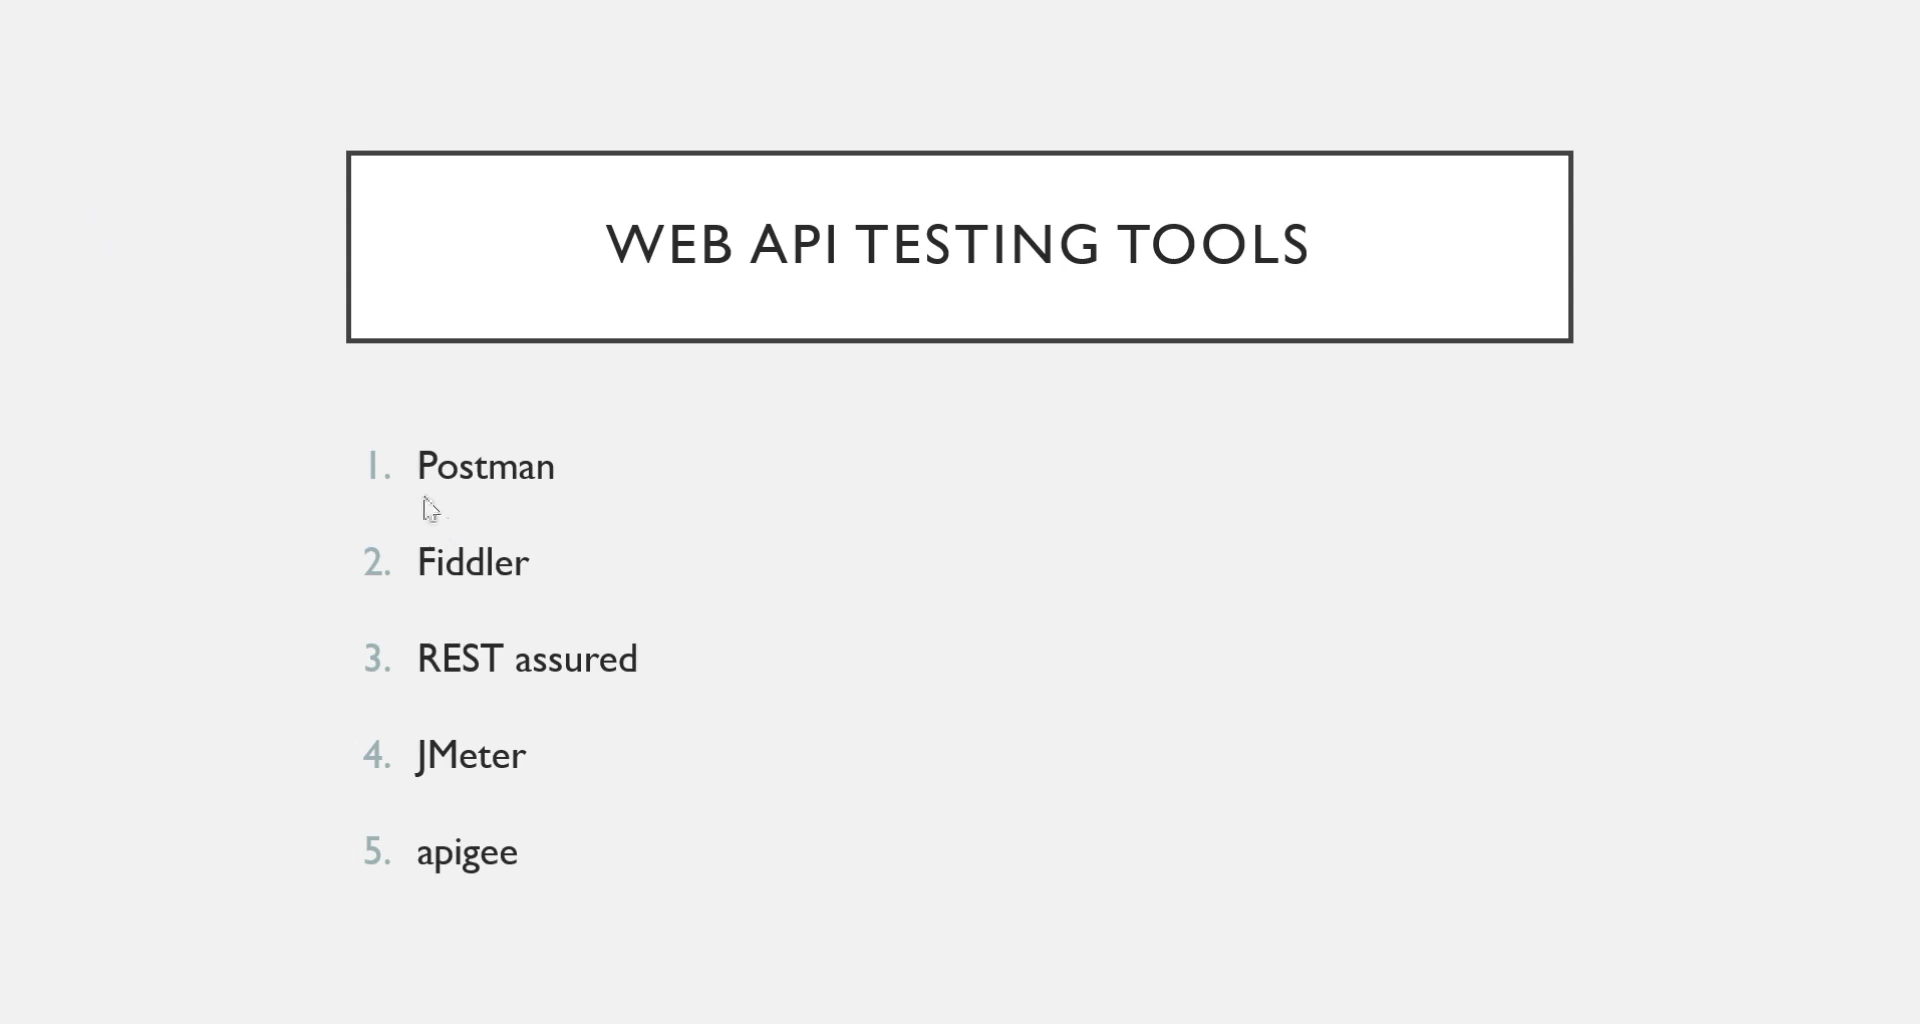 WEB API TESTING TOOLS
1. Postman
2. Fiddler
3. REST assured
4. JMeter
5. apigee